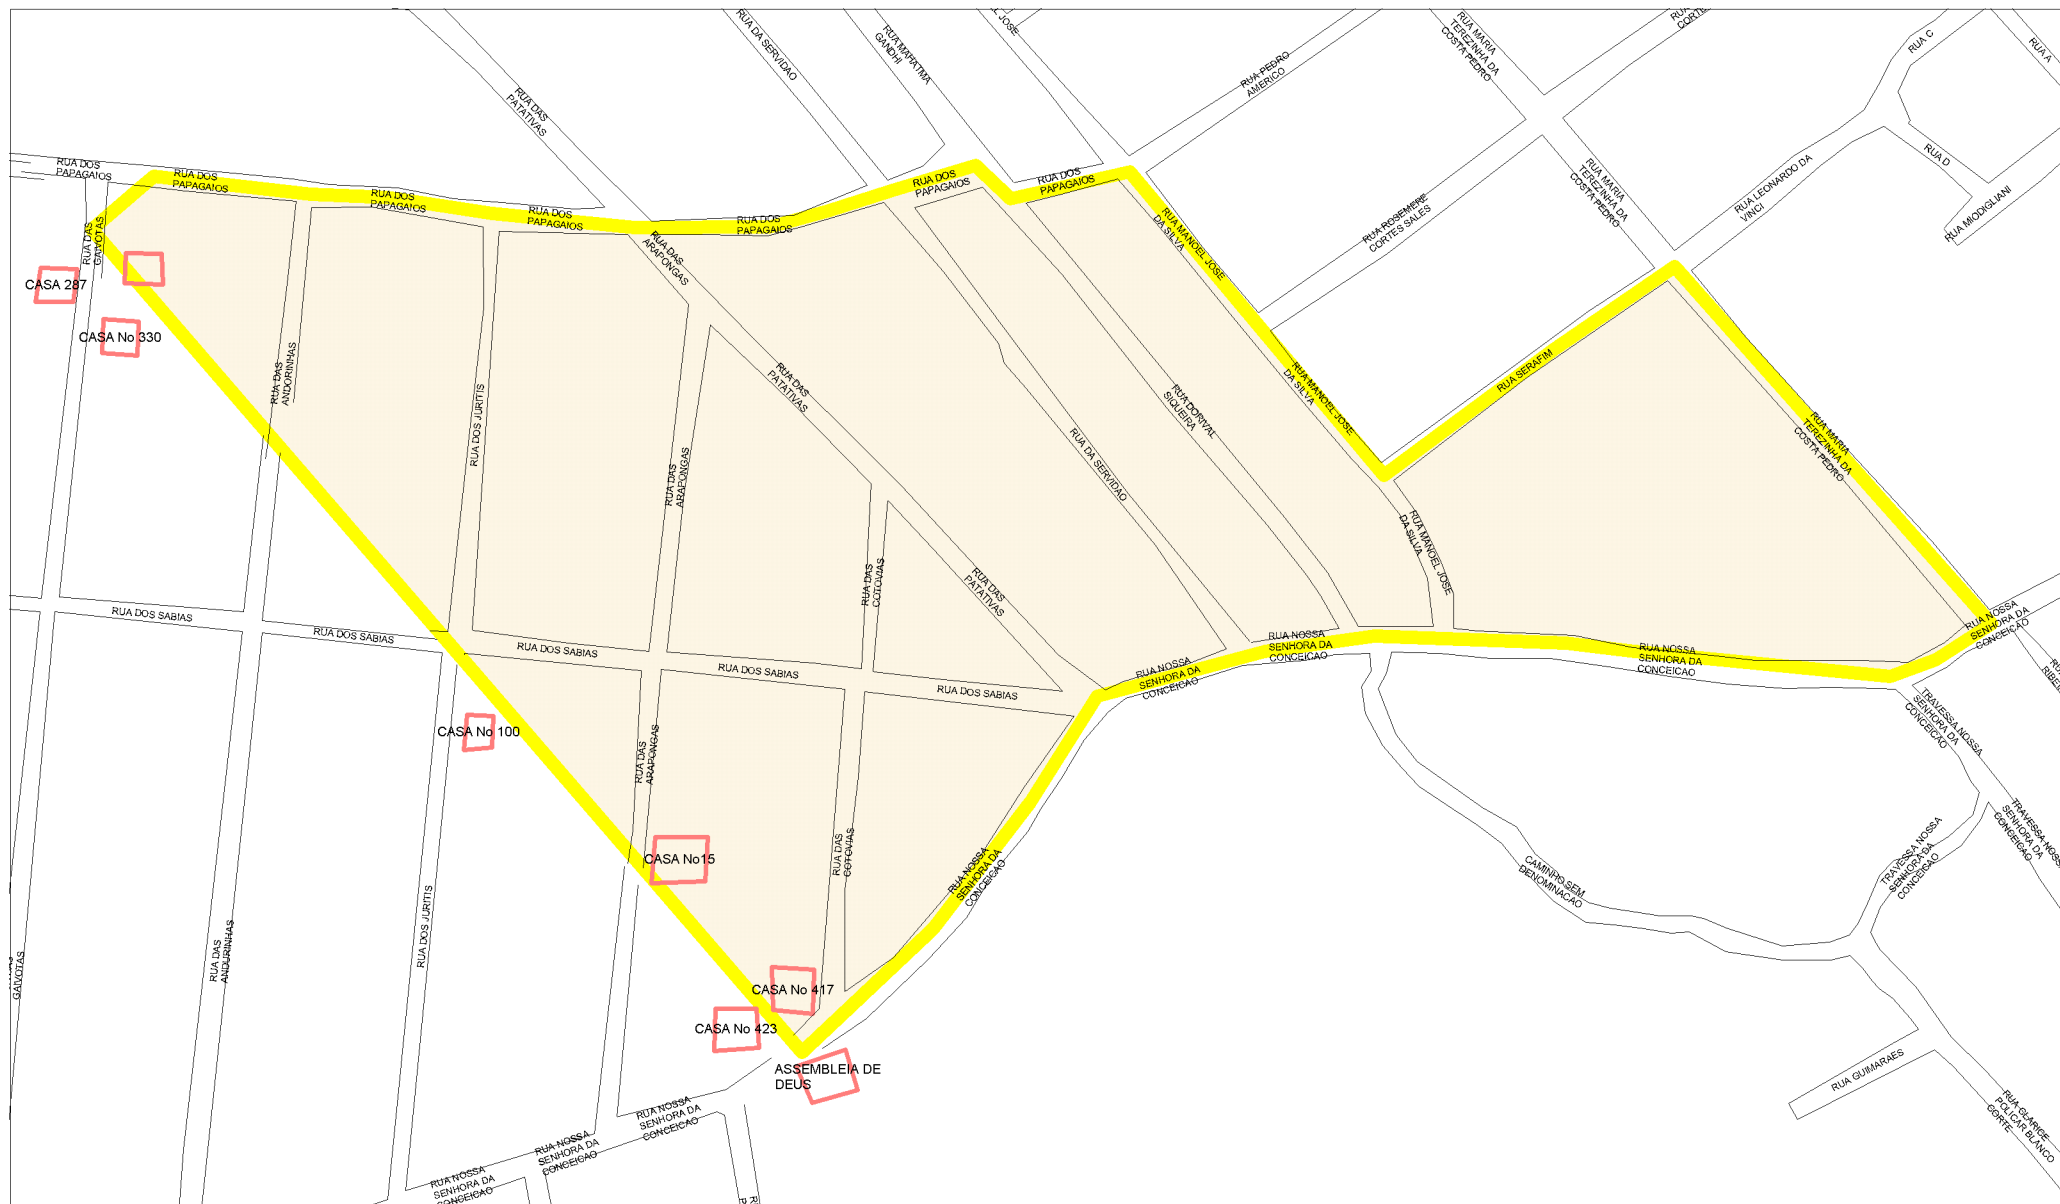 RUA DA SERVIDAO
RUA MAHATMA
GANDHI
JOSE
RUA MARIA
TEREZINHA DA
COSTA PEDRO
RUA C
RUA A
RUA DAS
PATATIVAS
RUA PEDRO
AMERICO
RUA DOS
PAPAGAIOS
RUA DOS
PAPAGAIOS
RUA DOS
PAPAGAIOS
RUA DOS
PAPAGAIOS
RUA DOS
PAPAGAIOS
RUA DOS
PAPAGAIOS
RUA DOS
PAPAGAIOS
RUA MARIA
TEREZINHA DA
COSTA PEDRO
RUA LEONARDO DA
VINCI
RUA D
RUA MIODIGLIANI
RUA DAS
GAIVOTAS
RUA DAS
ARAPONGAS
RUA MANOEL JOSE
DA SILVA
RUA ROSEMERE
CORTES SALES
CASA 287
CASA No 330
RUA DAS
ANDORINHAS
RUA DOS JURITIS
RUA DAS
PATATIVAS
RUA DORIVAL
SIQUEIRA
RUA MANOEL JOSE
DA SILVA
RUA SERAFIM
RUA MARIA
TEREZINHA DA
COSTA PEDRO
RUA DAS
ARAPONGAS
RUA DA SERVIDAO
RUA MANOEL JOSE
DA SILVA
RUA DAS
COTOVIAS
RUA DAS
PATATIVAS
RUA DOS SABIAS
RUA DOS SABIAS
RUA DOS SABIAS
RUA DOS SABIAS
RUA DOS SABIAS
RUA NOSSA
SENHORA DA
CONCEICAO
RUA NOSSA
SENHORA DA
CONCEICAO
RUA NOSSA
SENHORA DA
CONCEICAO
RUA NOSSA
SENHORA DA
CONCEICAO
CASA No 100
RUA DAS
ARAPONGAS
TRAVESSA NOSSA
SENHORA DA
CONCEICAO
CASA No15
RUA DAS
COTOVIAS
RUA NOSSA
SENHORA DA
CONCEICAO
CAMINHO SEM
DENOMINACAO
TRAVESSA NOSSA
SENHORA DA
CONCEICAO
TRAVESSA NOSSA
SENHORA DA
CONCEICAO
GAIVOTAS
RUA DAS
ANDURINHAS
RUA DOS JURITIS
CASA No 417
CASA No 423
ASSEMBLEIA DE
DEUS
RUA GUIMARAES
RUA CLARICE
POLICAR BLANCO
CORTE
RUA NOSSA
SENHORA DA
CONCEICAO
RUA NOSSA
SENHORA DA
CONCEICAO
RUA NOSSA
SENHORA DA
CONCEICAO